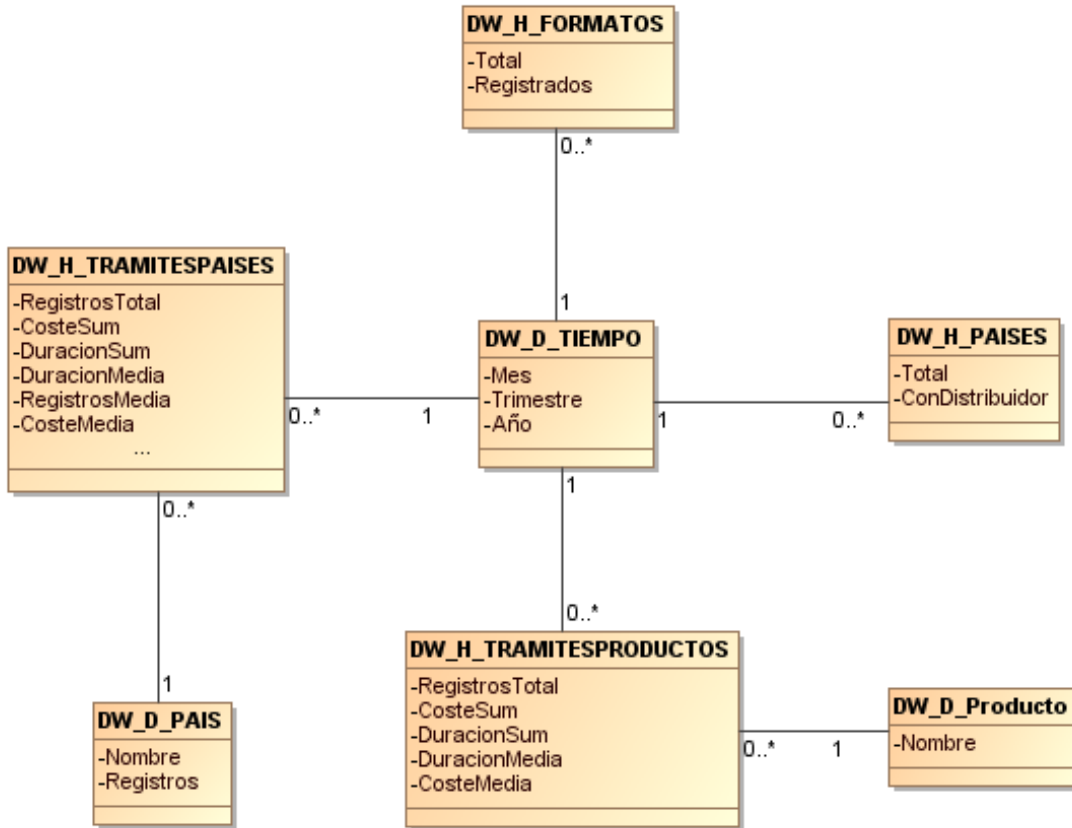 DW_H_FORMATOS
-Total
-Registrados
0..*
1
DW_H_TRAMITESPAISES
-RegistrosTotal
-CosteSum
-DuracionSum
-DuracionMedia
-RegistrosMedia
-CosteMedia
...
0..*
1
DW_D_TIEMPO
-Mes
-Trimestre
-Año
1
0..*
DW_H_PAISES
-Total
-ConDistribuidor
0..*
1
DW_D_PAIS
-Nombre
-Registros
1
0..*
DW_H_TRAMITESPRODUCTOS
-RegistrosTotal
-CosteSum
-DuracionSum
-DuracionMedia
-CosteMedia
0..*
1
DW_D_Producto
-Nombre